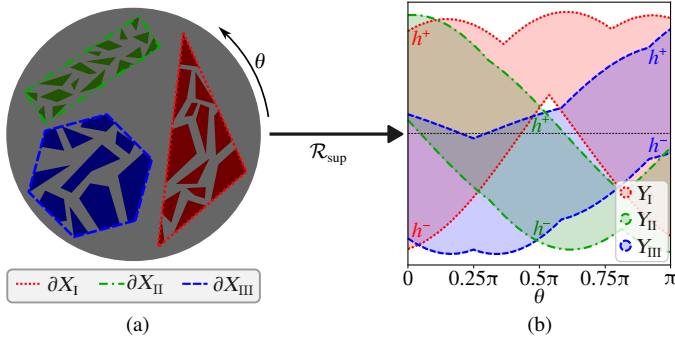 θ
∂X_I ∂X_II ∂X_III
(a)
ℛ_sup
h⁺
h⁺
h⁺
h⁻
h⁻
h⁻
Y_I
Y_II
Y_III
0 0.25π 0.5π 0.75π π
θ
(b)